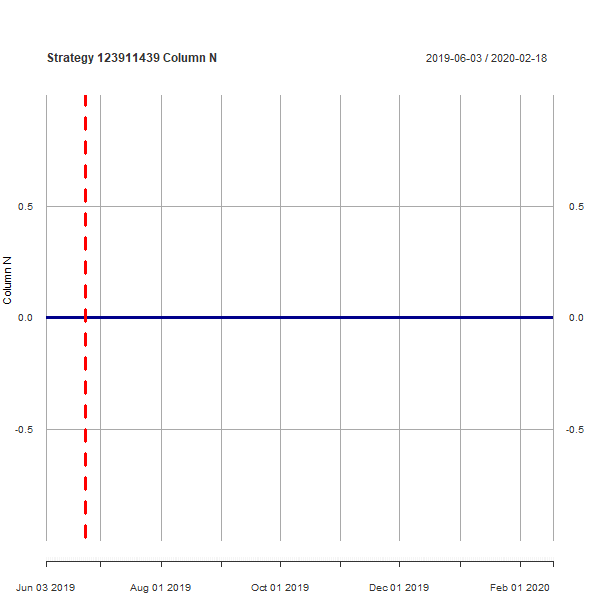 Strategy 123911439 Column N
2019-06-03 / 2020-02-18
0.5
0.5
Column N
0.0
0.0
-0.5
-0.5
Jun 03 2019
Aug 01 2019
Oct 01 2019
Dec 01 2019
Feb 01 2020